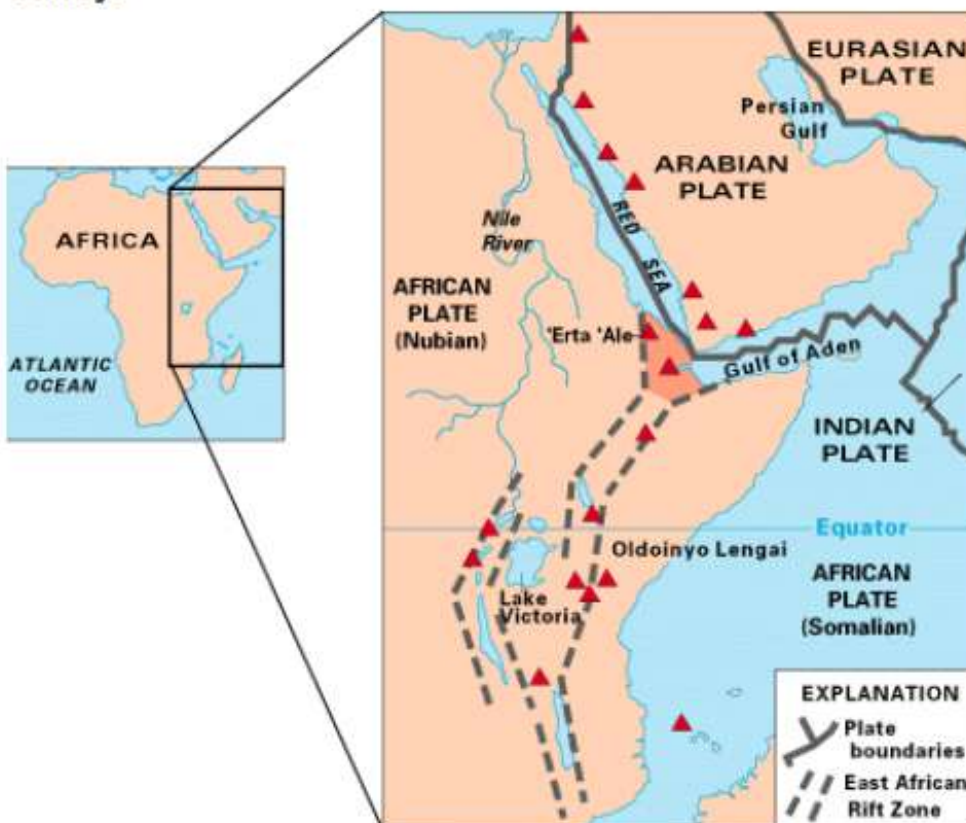 AFRICA
ATLANTIC
OCEAN
EURASIAN
PLATE
Persian
Gulf
ARABIAN
PLATE
RED SEA
Nile
River
AFRICAN
PLATE
(Nubian)
'Erta 'Ale
Gulf of Aden
INDIAN
PLATE
Equator
Oldoinyo Lengai
AFRICAN
PLATE
(Somalian)
Lake
Victoria
EXPLANATION
Plate
boundaries
East African
Rift Zone